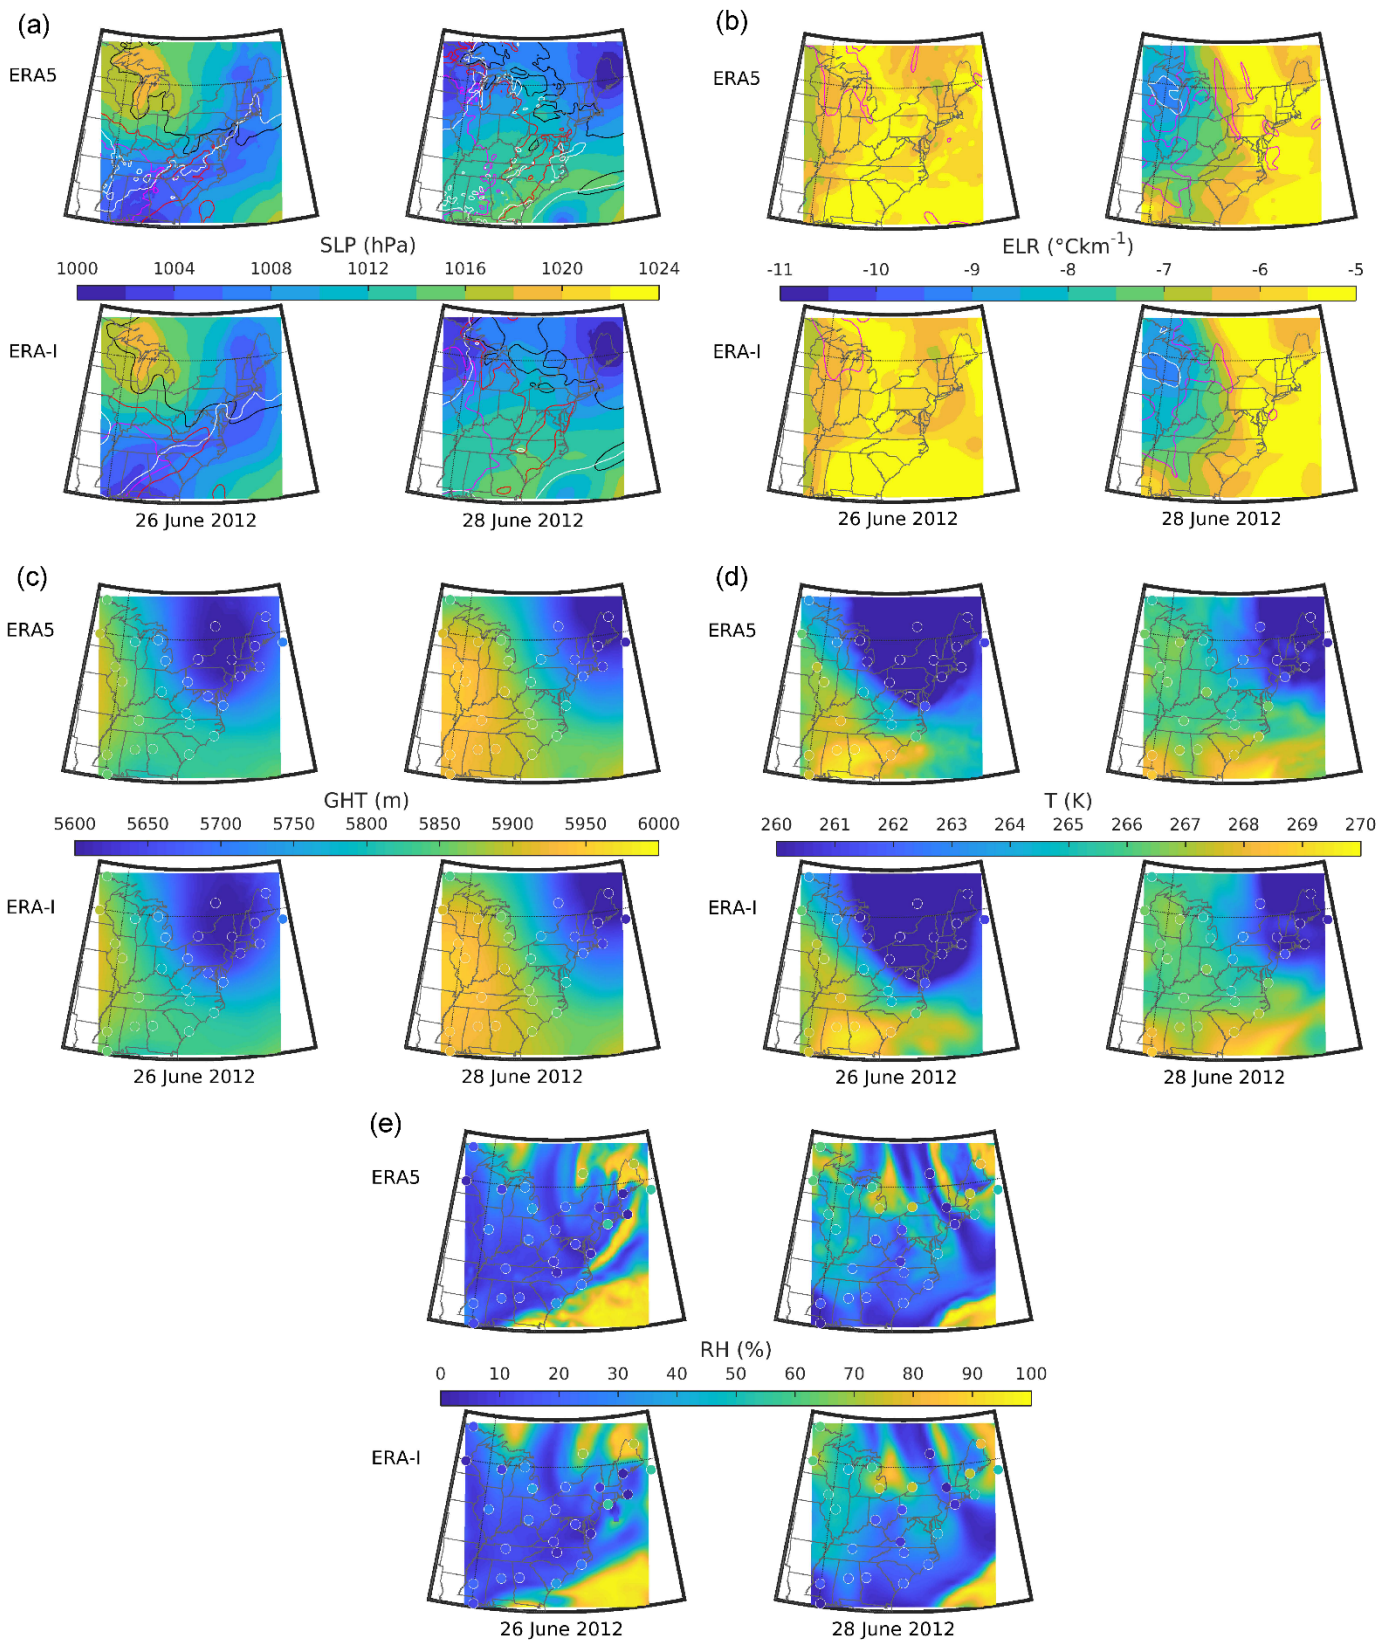 (a)
ERA5
SLP (hPa)
1000 1004 1008 1012 1016 1020 1024
ERA-I
26 June 2012 28 June 2012
(b)
ERA5
ELR (°Ckm-1)
-11 -10 -9 -8 -7 -6 -5
ERA-I
26 June 2012 28 June 2012
(c)
ERA5
GHT (m)
5600 5650 5700 5750 5800 5850 5900 5950 6000
ERA-I
26 June 2012 28 June 2012
(d)
ERA5
T (K)
260 261 262 263 264 265 266 267 268 269 270
ERA-I
26 June 2012 28 June 2012
(e)
ERA5
RH (%)
0 10 20 30 40 50 60 70 80 90 100
ERA-I
26 June 2012 28 June 2012